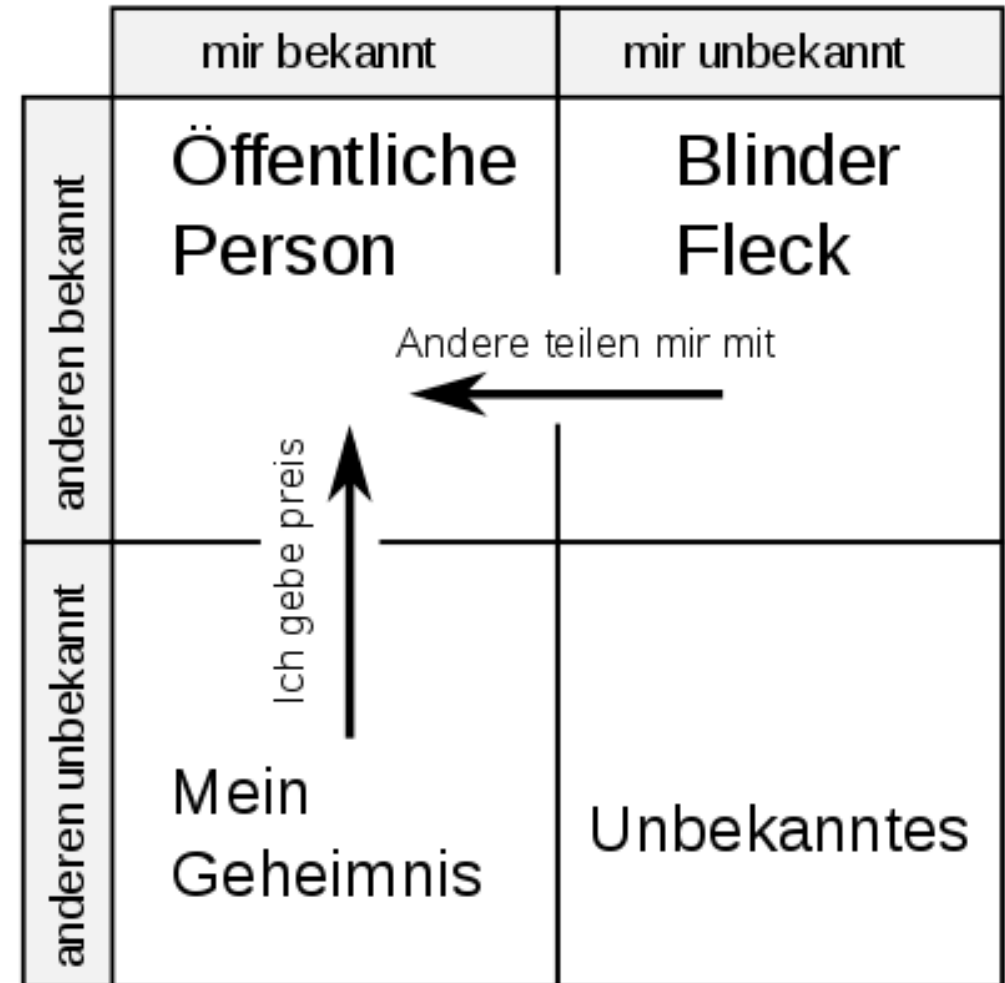 mir bekannt
mir unbekannt
anderen bekannt
Öffentliche
Person
Blinder
Fleck
Andere teilen mir mit
Ich gebe preis
anderen unbekannt
Mein
Geheimnis
Unbekanntes